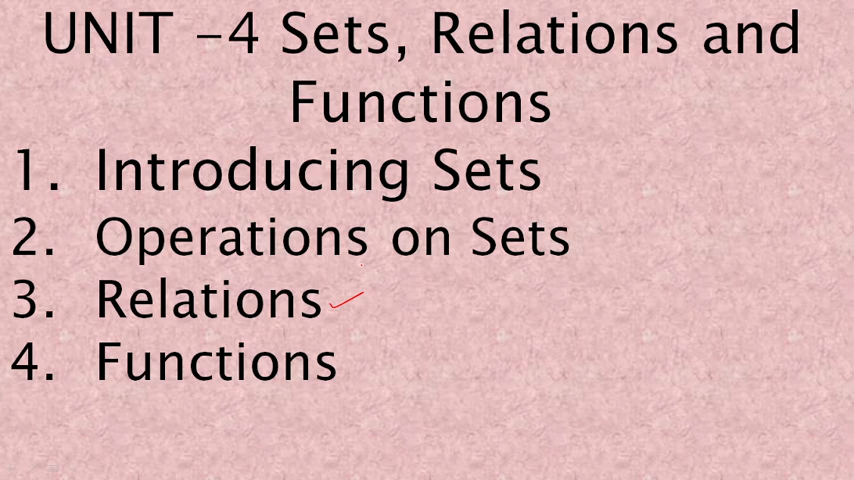 UNIT -4 Sets, Relations and
Functions
1. Introducing Sets
2. Operations on Sets
3. Relations
4. Functions